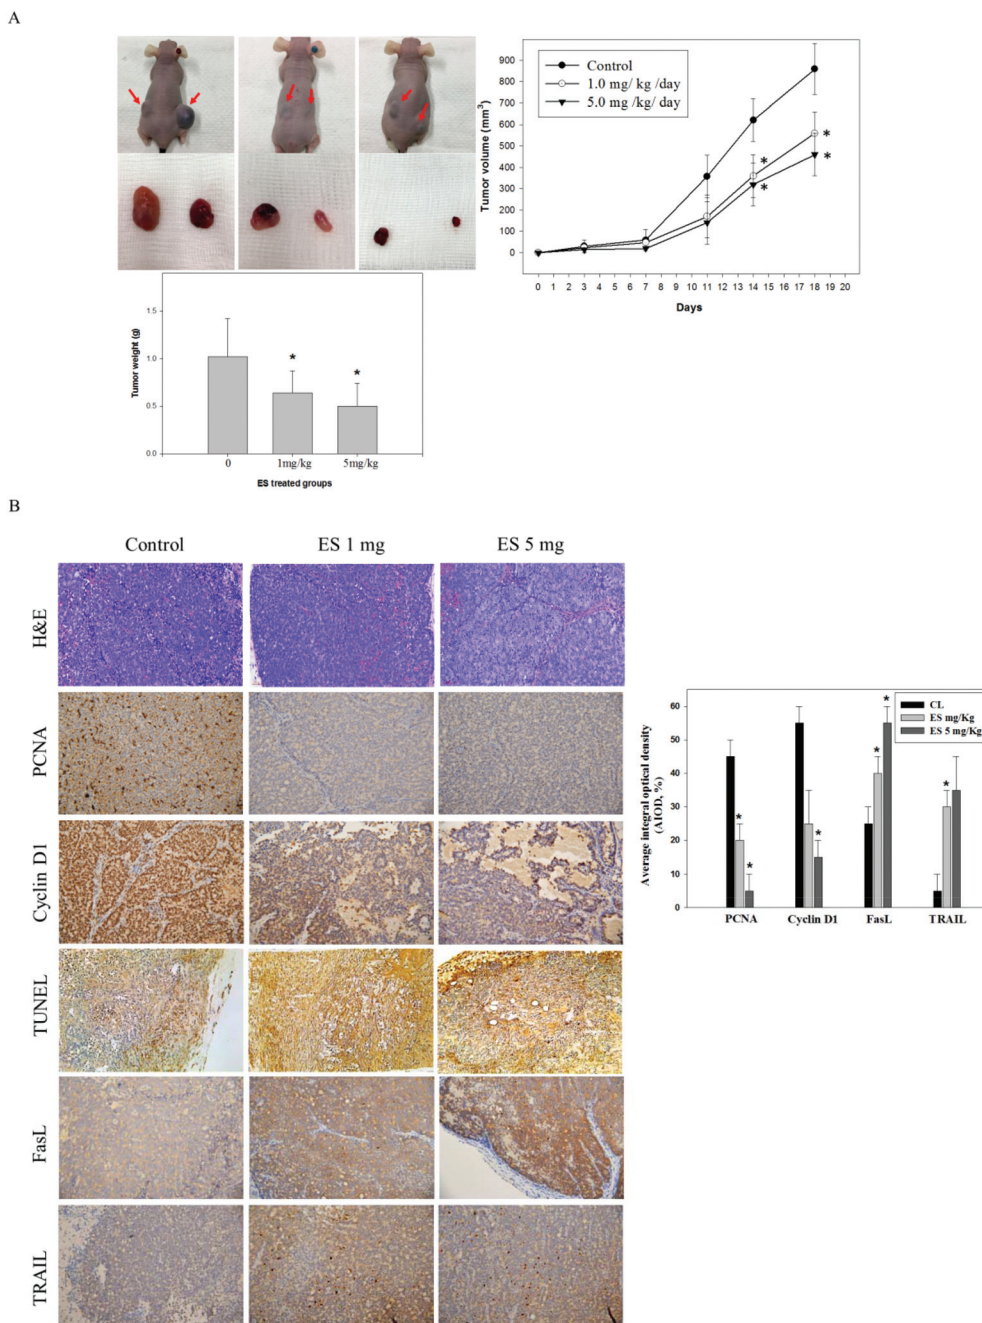 A
Control
1.0 mg/ kg /day
5.0 mg /kg/ day
Tumor volume (mm³)
900
800
700
600
500
400
300
200
100
0
*
*
*
*
0 1 2 3 4 5 6 7 8 9 10 11 12 13 14 15 16 17 18 19 20
Days
Tumor weight (g)
1.5
1.0
0.5
0.0
*
*
0 1mg/kg 5mg/kg
ES treated groups
B
Control ES 1 mg ES 5 mg
H&E
PCNA
Cyclin D1
TUNEL
FasL
TRAIL
Average integral optical density
(AIOD, %)
60
50
40
30
20
10
0
CL
ES mg/Kg
ES 5 mg/Kg
*
*
*
*
*
*
PCNA Cyclin D1 FasL TRAIL